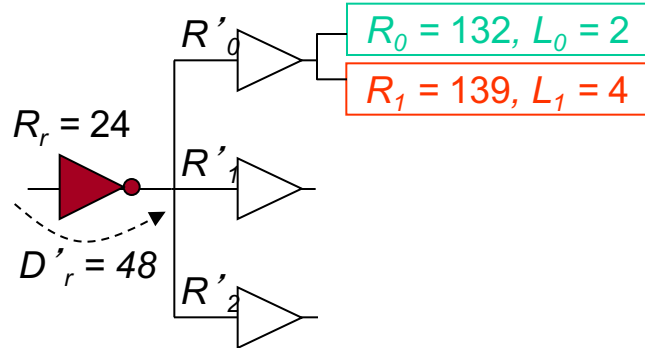 R'₀
R₀ = 132, L₀ = 2
R₁ = 139, L₁ = 4
Rᵣ = 24
R'₁
D'ᵣ = 48
R'₂